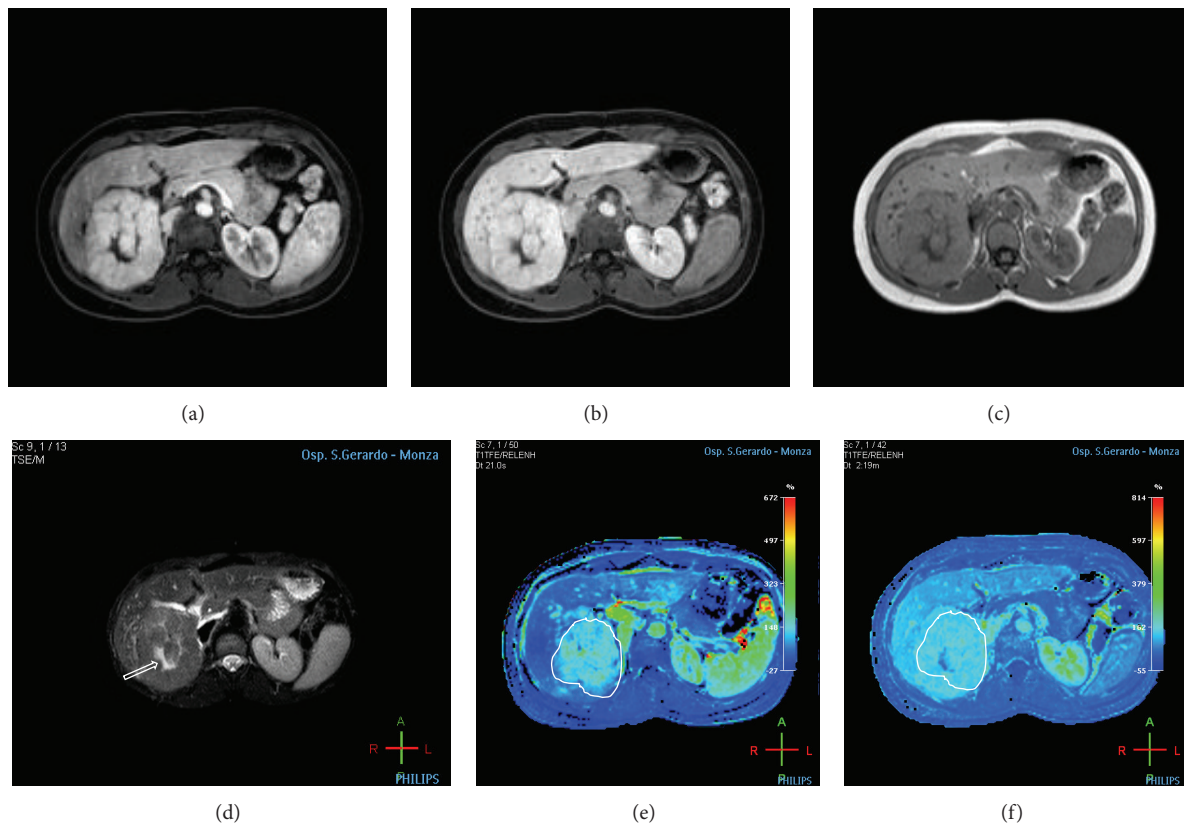 (a)
(b)
(c)
Sc 9, 1 / 13
TSE/M
Osp. S.Gerardo - Monza
A
R
L
PHILIPS
(d)
Sc 7, 1 / 50
T1TFE/RELENH
Dt 21.0s
Osp. S.Gerardo - Monza
%
672
497
323
148
-27
A
R
L
PHILIPS
(e)
Sc 7, 1 / 42
T1TFE/RELENH
Dt 2:19m
Osp. S.Gerardo - Monza
%
814
597
379
162
-55
A
R
L
PHILIPS
(f)